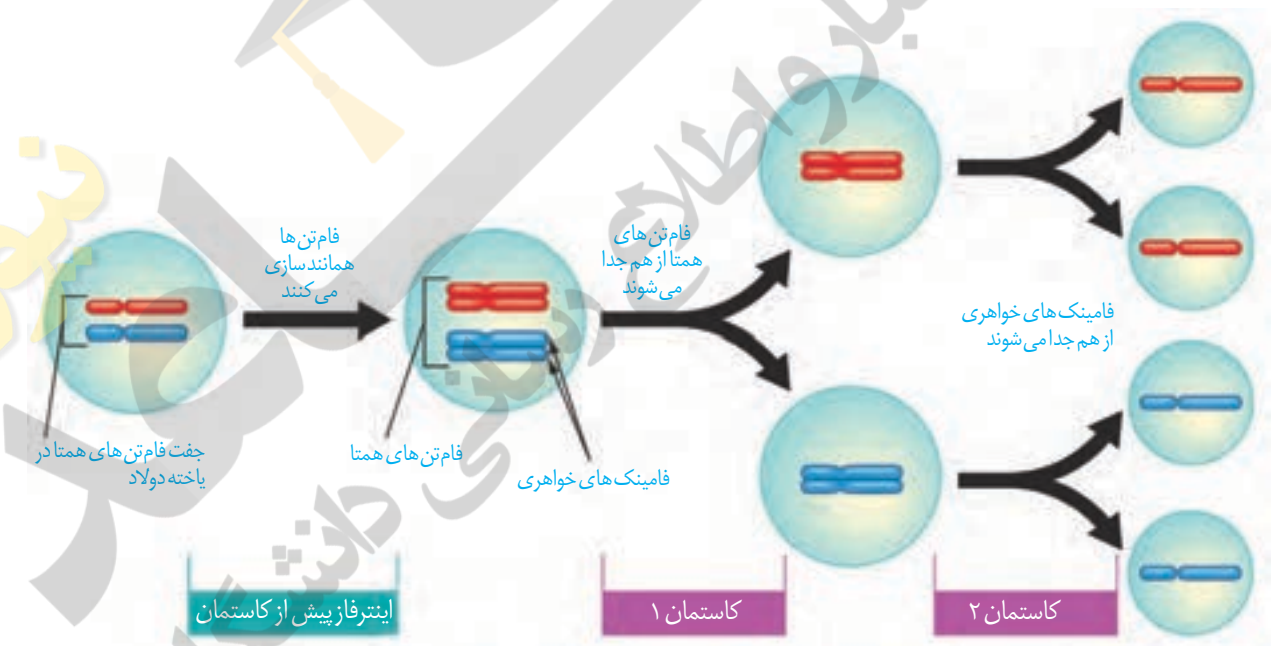 فام‌تن‌ها
همانندسازی
می‌کنند
فام‌تن‌های
همتا از هم جدا
می‌شوند
فامینک‌های خواهری
از هم جدا می‌شوند
جفت فام‌تن‌های همتا در
یاخته دولاد
فام‌تن‌های همتا
فامینک‌های خواهری
اینترفاز پیش از کاستمان
کاستمان ۱
کاستمان ۲